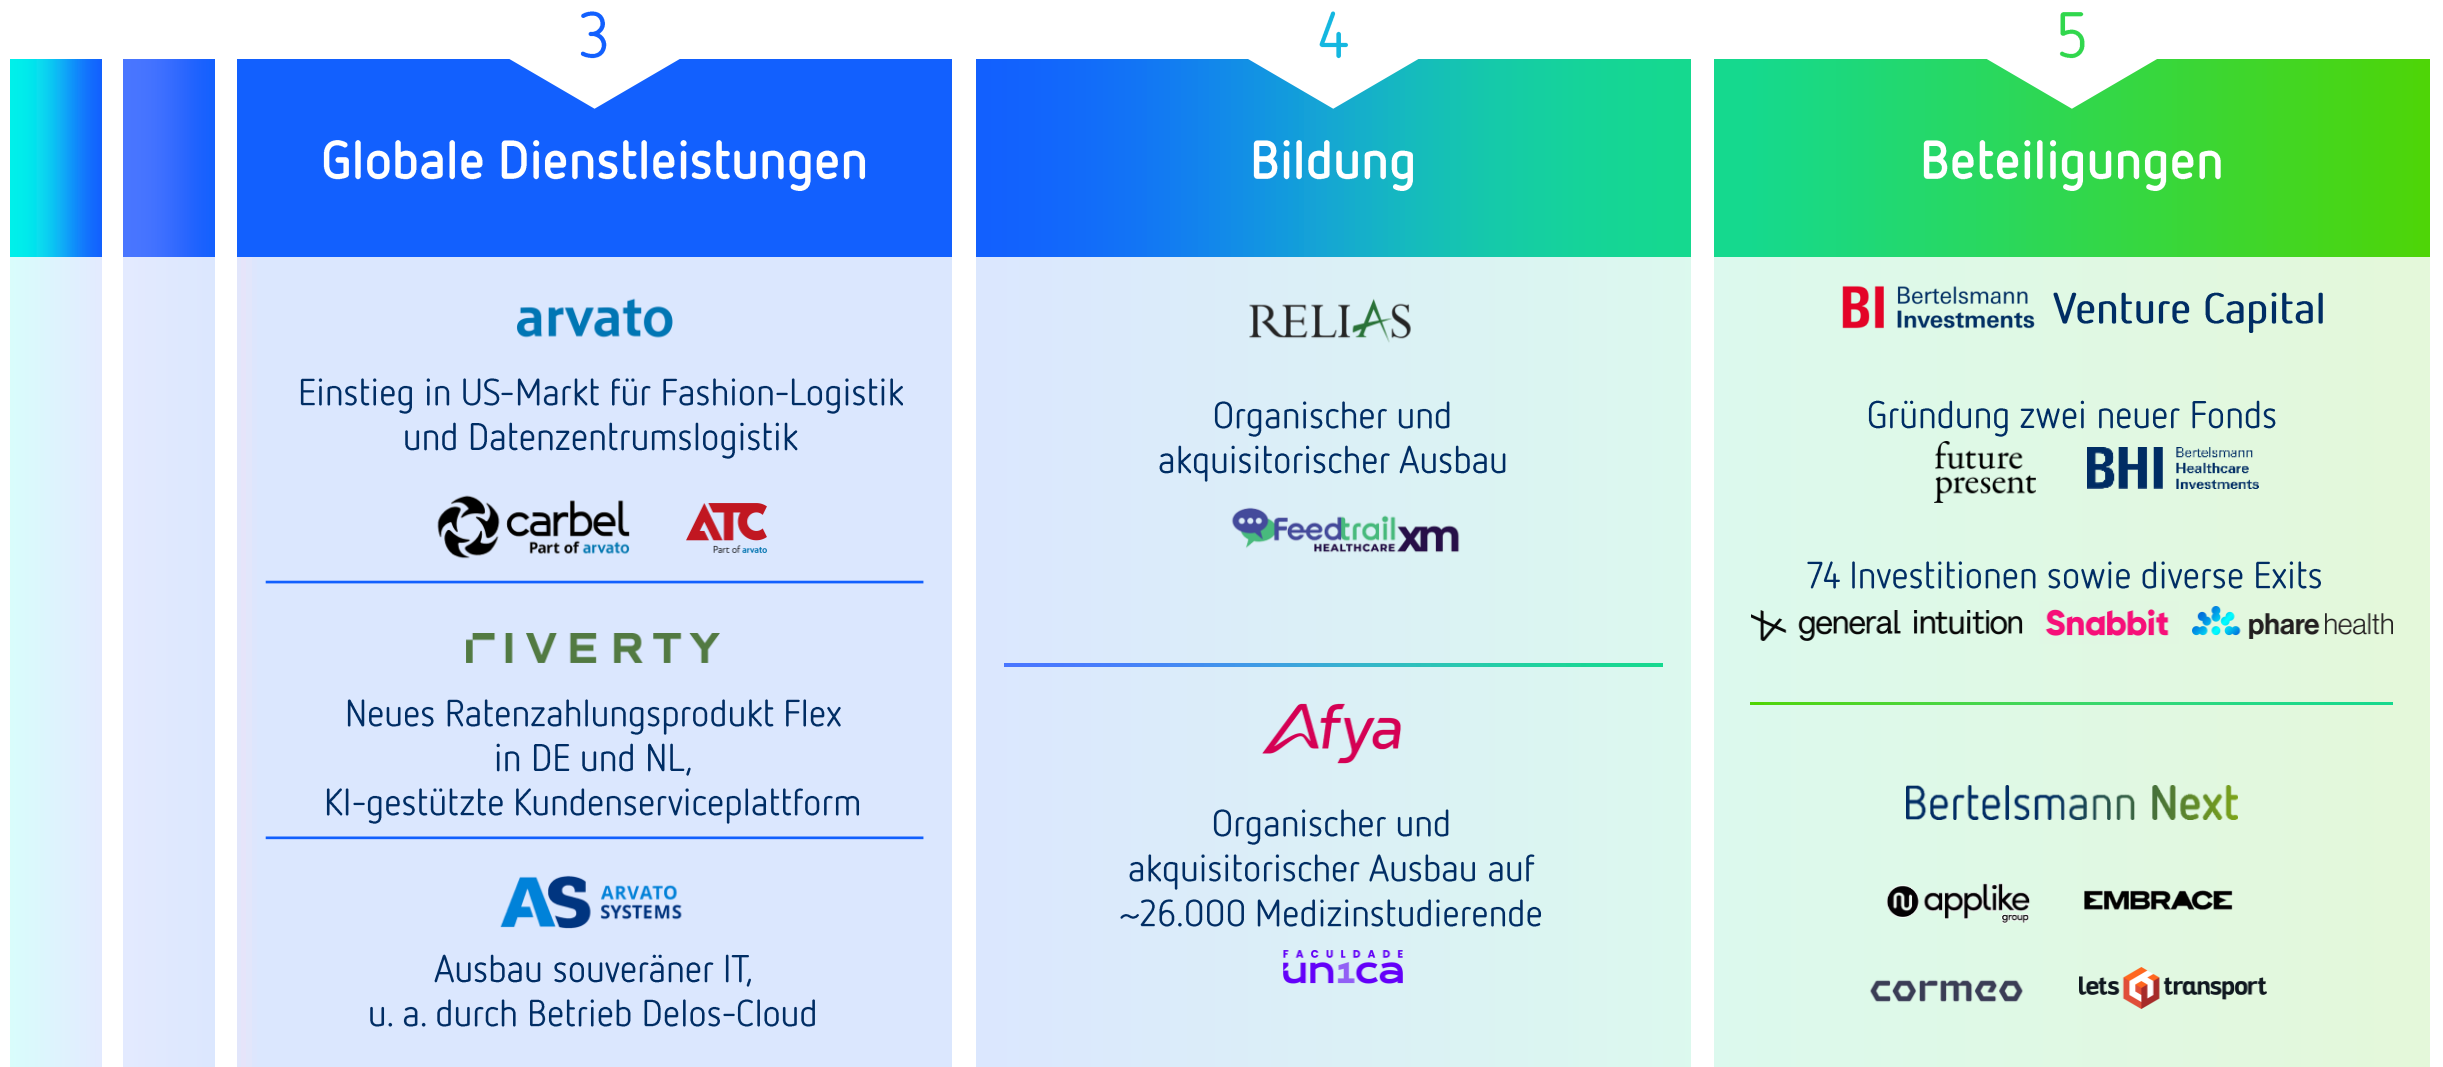 3
Globale Dienstleistungen
arvato
Einstieg in US-Markt für Fashion-Logistik
und Datenzentrumslogistik
carbel
Part of arvato
ATC
Part of arvato
RIVERTY
Neues Ratenzahlungsprodukt Flex
in DE und NL,
KI-gestützte Kundenserviceplattform
AS ARVATO
SYSTEMS
Ausbau souveräner IT,
u. a. durch Betrieb Delos-Cloud
4
Bildung
RELIAS
Organischer und
akquisitorischer Ausbau
Feedtrail xm
HEALTHCARE
Afya
Organischer und
akquisitorischer Ausbau auf
~26.000 Medizinstudierende
FACULDADE
un1ca
5
Beteiligungen
BI Bertelsmann
Investments
Venture Capital
Gründung zwei neuer Fonds
future
present
BHI Bertelsmann
Healthcare
Investments
74 Investitionen sowie diverse Exits
general intuition
Snabbit
phare health
Bertelsmann Next
applike
group
EMBRACE
cormeo
lets transport